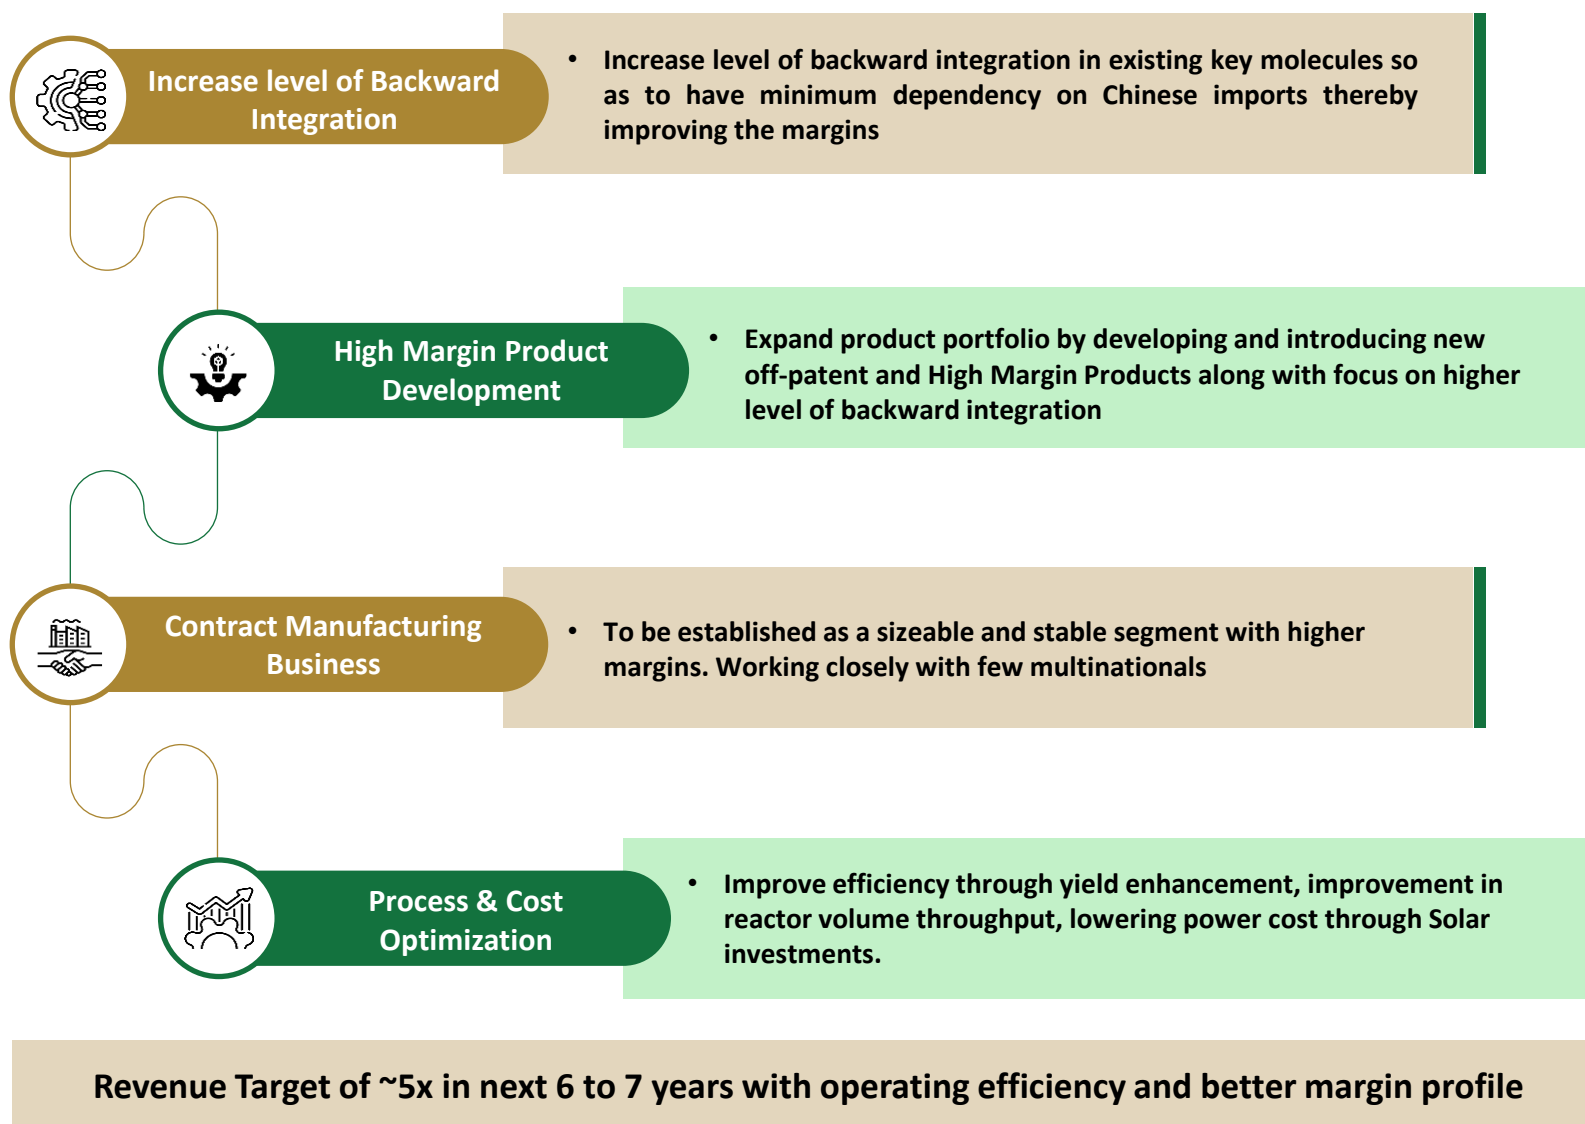 Increase level of Backward
Integration
• Increase level of backward integration in existing key molecules so
as to have minimum dependency on Chinese imports thereby
improving the margins
High Margin Product
Development
• Expand product portfolio by developing and introducing new
off-patent and High Margin Products along with focus on higher
level of backward integration
Contract Manufacturing
Business
• To be established as a sizeable and stable segment with higher
margins. Working closely with few multinationals
Process & Cost
Optimization
• Improve efficiency through yield enhancement, improvement in
reactor volume throughput, lowering power cost through Solar
investments.
Revenue Target of ~5x in next 6 to 7 years with operating efficiency and better margin profile